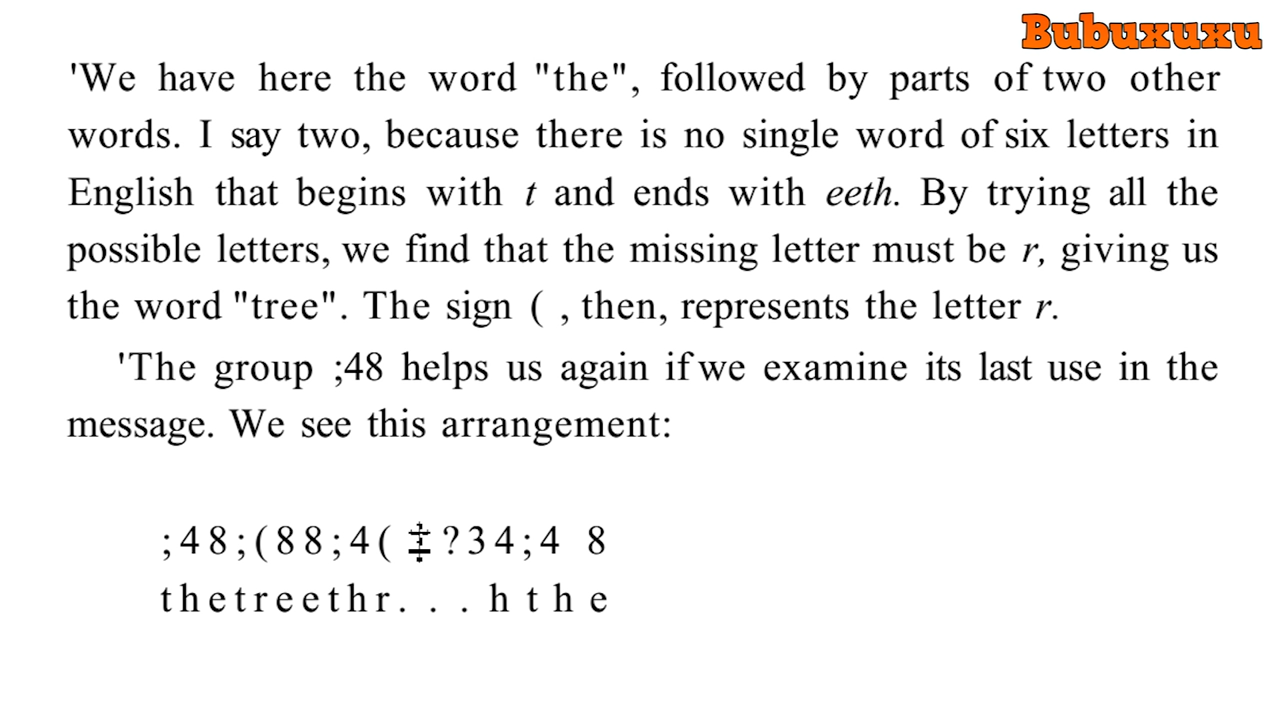 Bubuxuxu
'We have here the word "the", followed by parts of two other
words. I say two, because there is no single word of six letters in
English that begins with t and ends with eeth. By trying all the
possible letters, we find that the missing letter must be r, giving us
the word "tree". The sign ( , then, represents the letter r.
'The group ;48 helps us again if we examine its last use in the
message. We see this arrangement:
;48;(88;4( ‡?34;4 8
thetreethr. . . h t h e